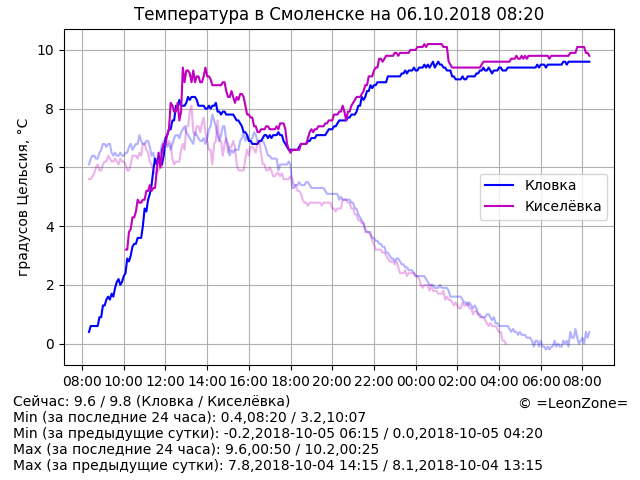 Температура в Смоленске на 06.10.2018 08:20
градусов Цельсия, °C
10
8
6
4
2
0
Кловка
Киселёвка
08:00 10:00 12:00 14:00 16:00 18:00 20:00 22:00 00:00 02:00 04:00 06:00 08:00
Сейчас: 9.6 / 9.8 (Кловка / Киселёвка)
© =LeonZone=
Min (за последние 24 часа): 0.4,08:20 / 3.2,10:07
Min (за предыдущие сутки): -0.2,2018-10-05 06:15 / 0.0,2018-10-05 04:20
Max (за последние 24 часа): 9.6,00:50 / 10.2,00:25
Max (за предыдущие сутки): 7.8,2018-10-04 14:15 / 8.1,2018-10-04 13:15